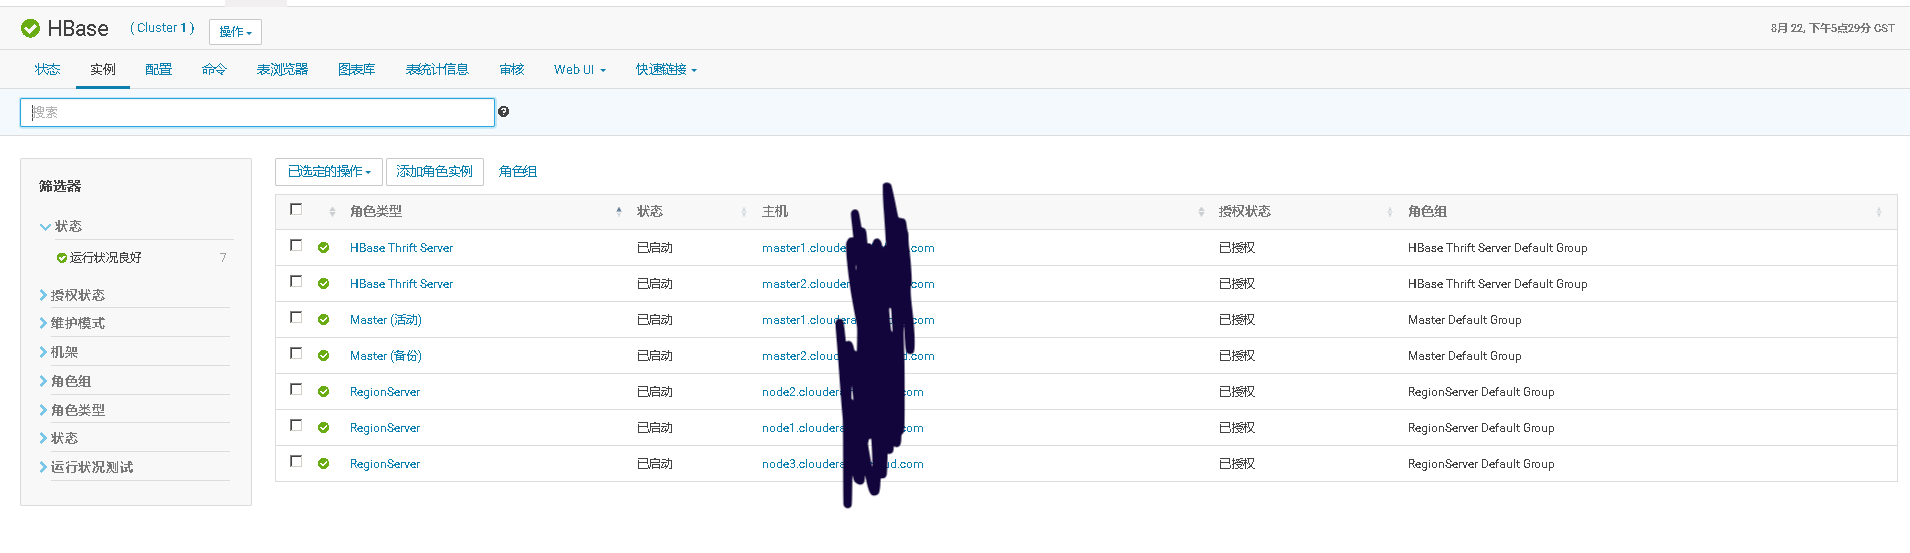 HBase (Cluster 1) 操作
8月 22, 下午5点29分 CST
状态 实例 配置 命令 表浏览器 图表库 表统计信息 审核 Web UI 快速链接
搜索
筛选器
状态
运行状况良好 7
授权状态
维护模式
机架
角色组
角色类型
状态
运行状况测试
已选定的操作 添加角色实例 角色组
角色类型 状态 主机 授权状态 角色组
HBase Thrift Server 已启动 master1.cloude com 已授权 HBase Thrift Server Default Group
HBase Thrift Server 已启动 master2.cloude com 已授权 HBase Thrift Server Default Group
Master (活动) 已启动 master1.cloude com 已授权 Master Default Group
Master (备份) 已启动 master2.cloud d.com 已授权 Master Default Group
RegionServer 已启动 node2.cloude com 已授权 RegionServer Default Group
RegionServer 已启动 node1.cloude com 已授权 RegionServer Default Group
RegionServer 已启动 node3.cloudera ud.com 已授权 RegionServer Default Group